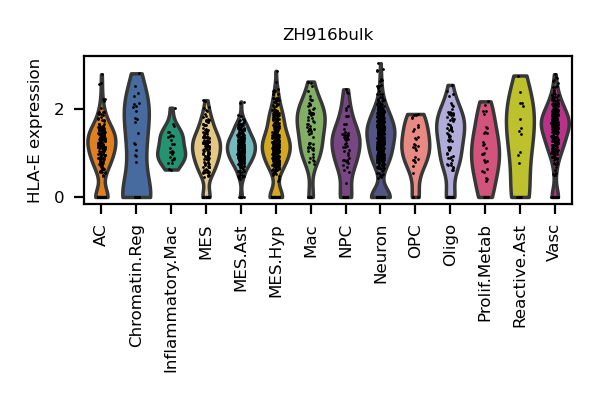 ZH916bulk
HLA-E expression
2
0
AC
Chromatin.Reg
Inflammatory.Mac
MES
MES.Ast
MES.Hyp
Mac
NPC
Neuron
OPC
Oligo
Prolif.Metab
Reactive.Ast
Vasc